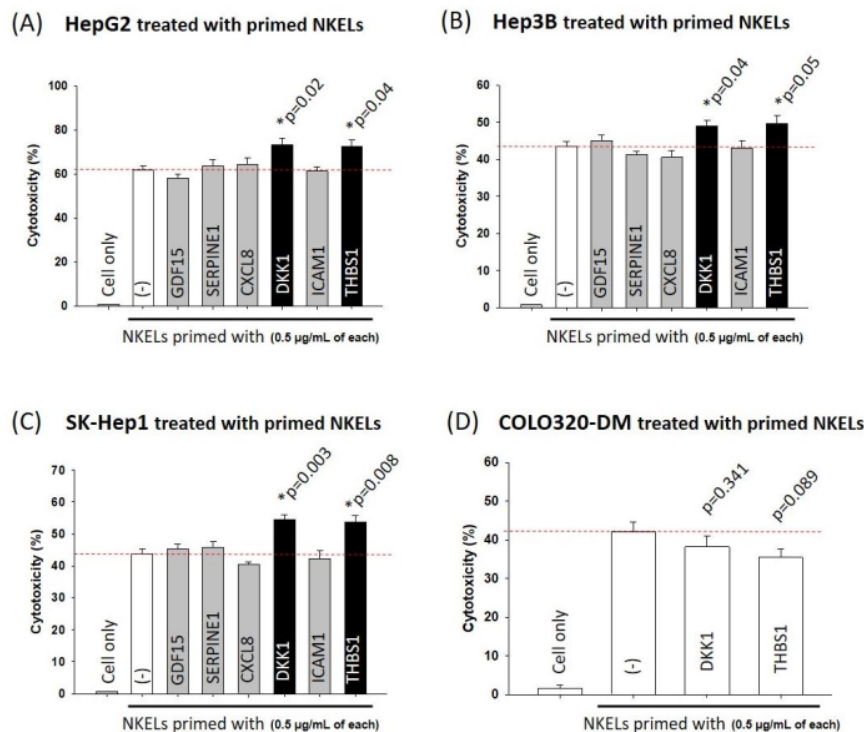 (A) HepG2 treated with primed NKELs
Cytotoxicity (%)
100
80
60
40
20
0
Cell only
(-)
GDF15
SERPINE1
CXCL8
DKK1
ICAM1
THBS1
* p=0.02
* p=0.04
NKELs primed with (0.5 µg/mL of each)
(B) Hep3B treated with primed NKELs
Cytotoxicity (%)
60
50
40
30
20
10
0
Cell only
(-)
GDF15
SERPINE1
CXCL8
DKK1
ICAM1
THBS1
* p=0.04
* p=0.05
NKELs primed with (0.5 µg/mL of each)
(C) SK-Hep1 treated with primed NKELs
Cytotoxicity (%)
70
60
50
40
30
20
10
0
Cell only
(-)
GDF15
SERPINE1
CXCL8
DKK1
ICAM1
THBS1
* p=0.003
* p=0.008
NKELs primed with (0.5 µg/mL of each)
(D) COLO320-DM treated with primed NKELs
Cytotoxicity (%)
60
50
40
30
20
10
0
Cell only
(-)
DKK1
THBS1
p=0.341
p=0.089
NKELs primed with (0.5 µg/mL of each)